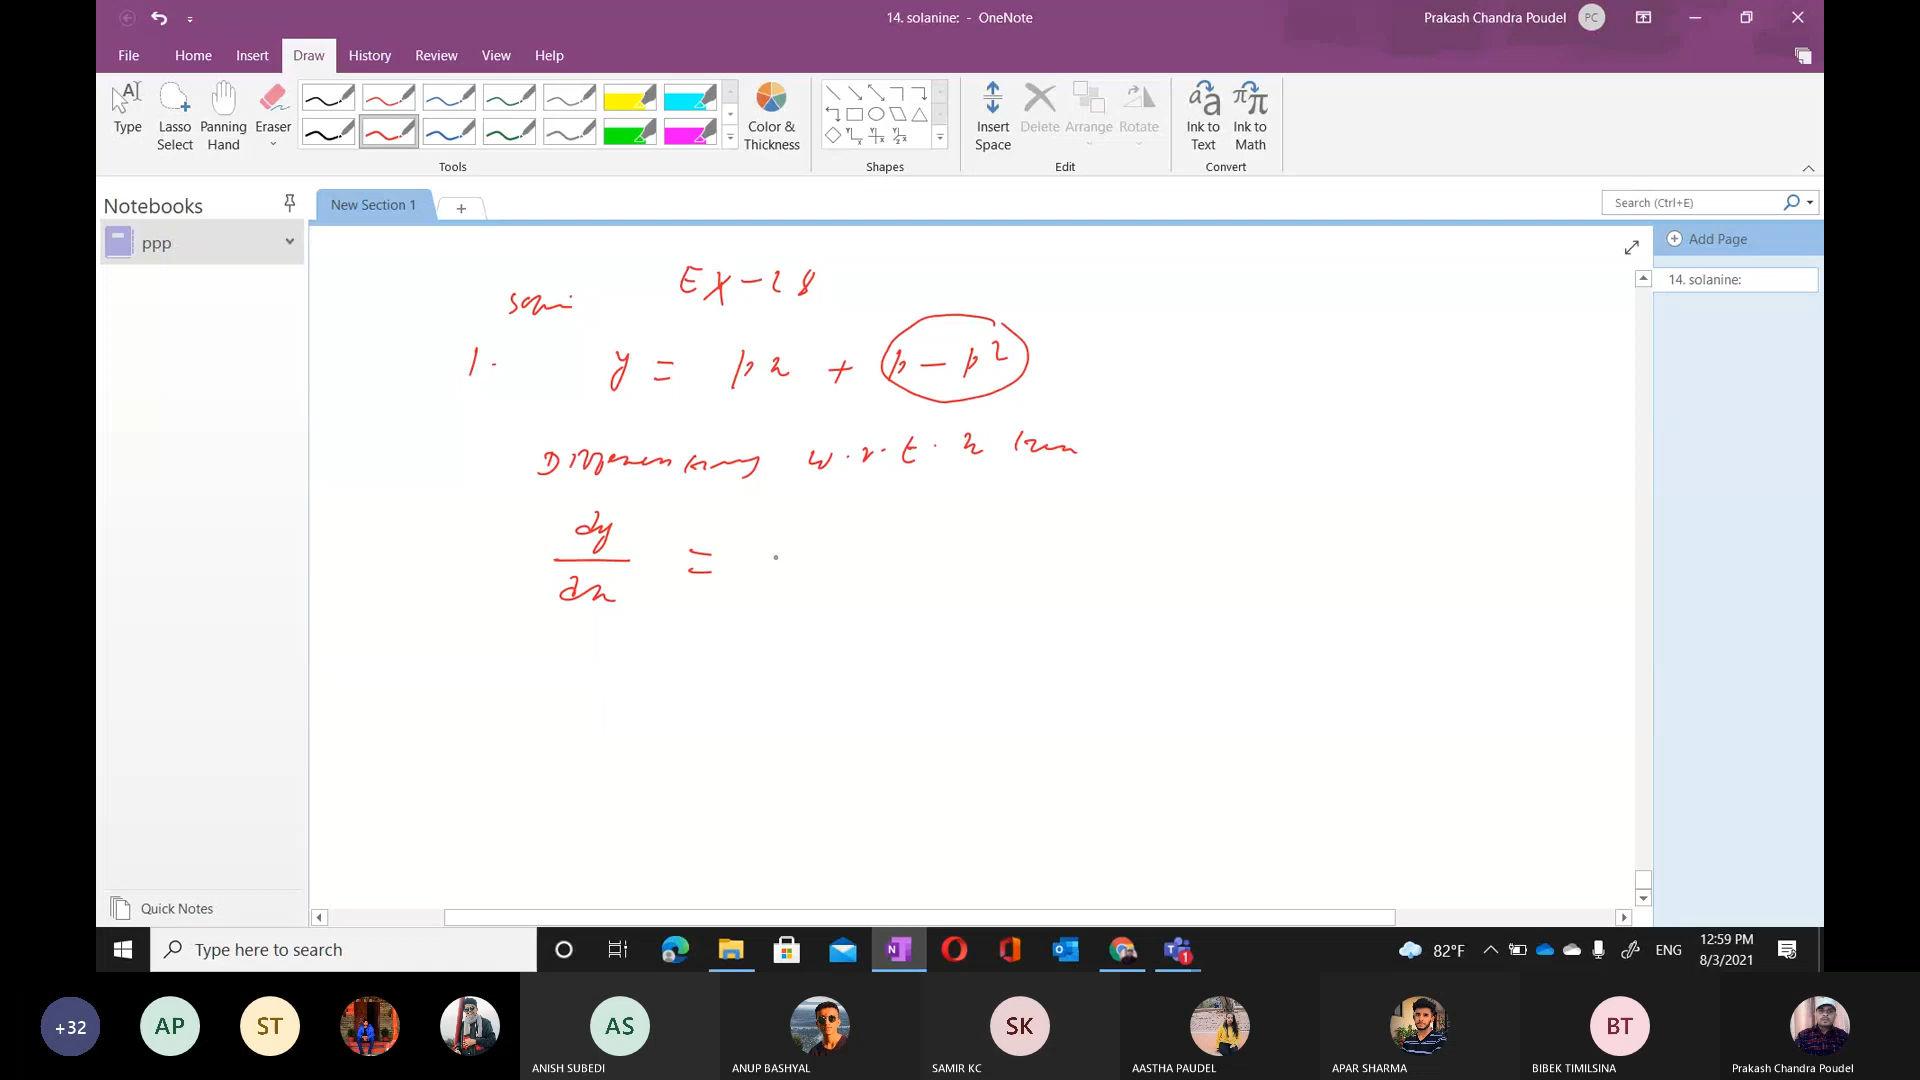 14. solanine: - OneNote
Prakash Chandra Poudel
PC
File Home Insert Draw History Review View Help
Type
Lasso Select
Panning Hand
Eraser
Color & Thickness
Insert Space
Delete
Arrange
Rotate
Ink to Text
Ink to Math
Tools
Shapes
Edit
Convert
Notebooks
ppp
New Section 1
Search (Ctrl+E)
Add Page
14. solanine:
EX-28
1. y = px + p - p²
w.r.t. x
dy/dx =
Quick Notes
Type here to search
1
82°F
ENG
12:59 PM
8/3/2021
+32
AP
ST
AS
SK
BT
ANISH SUBEDI
ANUP BASHYAL
SAMIR KC
AASTHA PAUDEL
APAR SHARMA
BIBEK TIMILSINA
Prakash Chandra Poudel